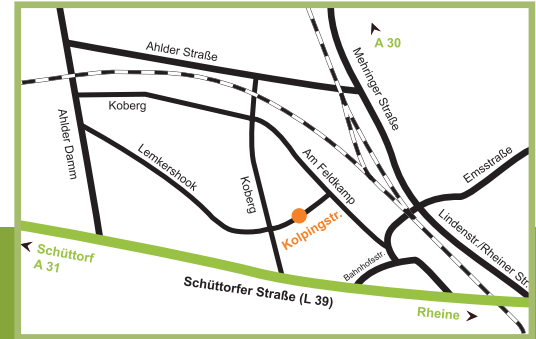 A 30
Ahlder Straße
Mehringer Straße
Koberg
Ahlder Damm
Lemkershook
Koberg
Am Feldkamp
Emsstraße
Kolpingstr.
Lindenstr./Rheiner Str.
Schüttorf
A 31
Bahnhofsstr.
Schüttorfer Straße (L 39)
Rheine